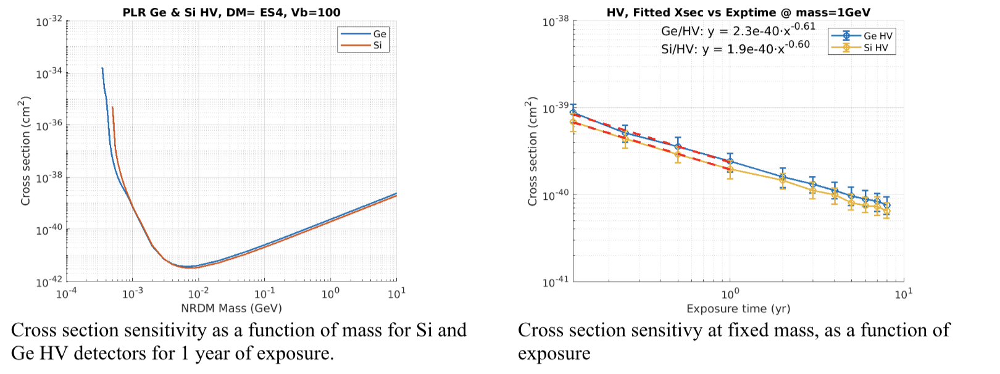 PLR Ge & Si HV, DM= ES4, Vb=100
Ge
Si
10^-32
10^-34
10^-36
10^-38
10^-40
10^-42
Cross section (cm^2)
10^-4 10^-3 10^-2 10^-1 10^0 10^1
NRDM Mass (GeV)
Cross section sensitivity as a function of mass for Si and
Ge HV detectors for 1 year of exposure.
HV, Fitted Xsec vs Exptime @ mass=1GeV
Ge/HV: y = 2.3e-40·x^-0.61
Si/HV: y = 1.9e-40·x^-0.60
Ge HV
Si HV
10^-38
10^-39
10^-40
10^-41
Cross section (cm^2)
10^0 10^1
Exposure time (yr)
Cross section sensitivy at fixed mass, as a function of
exposure